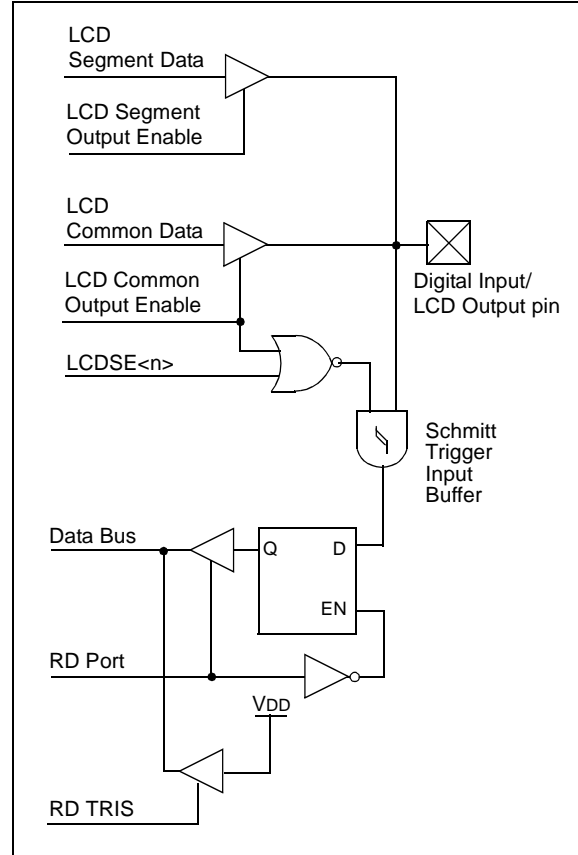 LCD
Segment Data
LCD Segment
Output Enable
LCD
Common Data
LCD Common
Output Enable
LCDSE<n>
Digital Input/
LCD Output pin
Schmitt
Trigger
Input
Buffer
Data Bus
Q
D
EN
RD Port
VDD
RD TRIS